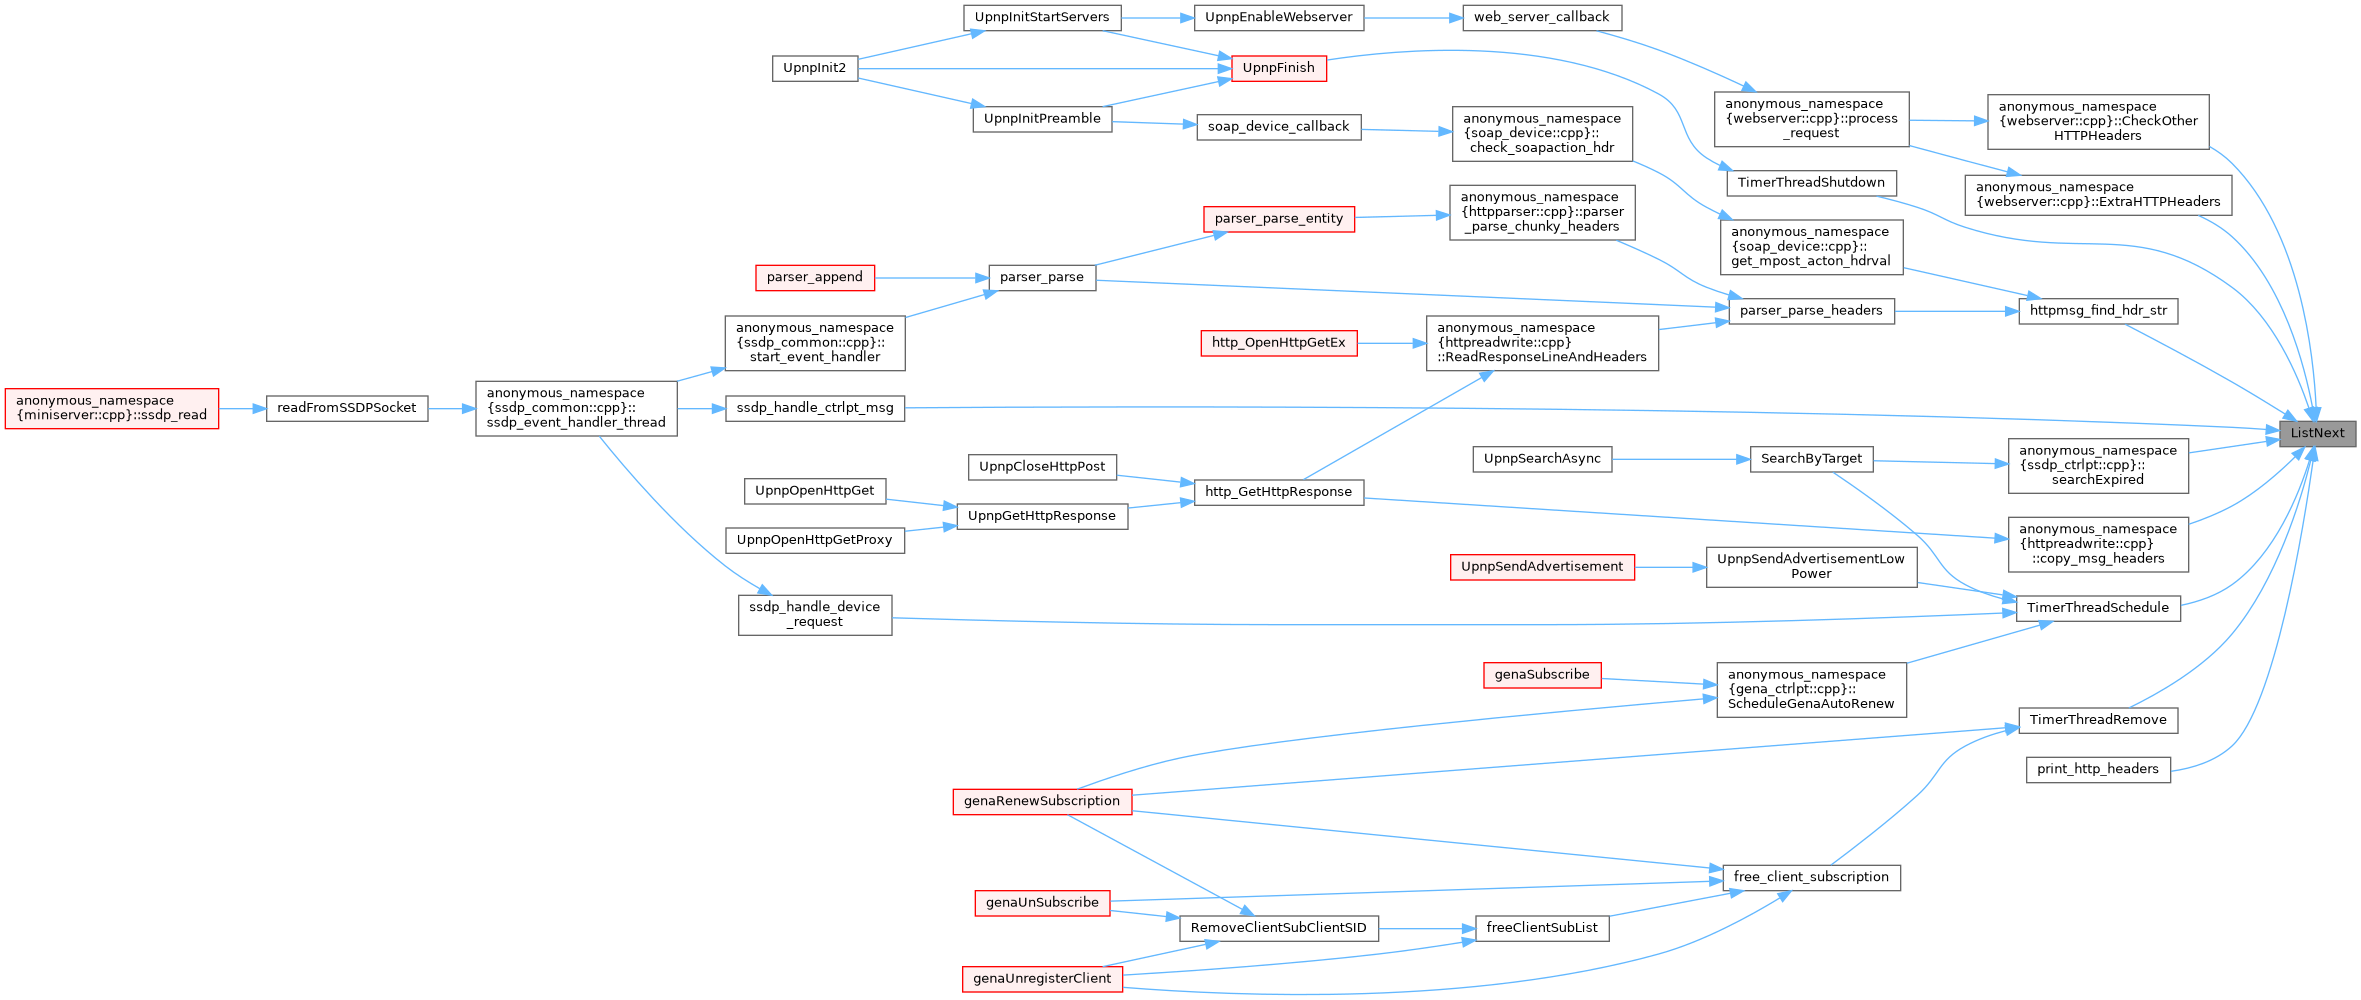 UpnpInitStartServers
UpnpEnableWebserver
web_server_callback
UpnpInit2
UpnpFinish
UpnpInitPreamble
soap_device_callback
anonymous_namespace
{soap_device::cpp}::
check_soapaction_hdr
anonymous_namespace
{webserver::cpp}::process
_request
anonymous_namespace
{webserver::cpp}::CheckOther
HTTPHeaders
TimerThreadShutdown
anonymous_namespace
{webserver::cpp}::ExtraHTTPHeaders
parser_parse_entity
anonymous_namespace
{httpparser::cpp}::parser
_parse_chunky_headers
anonymous_namespace
{soap_device::cpp}::
get_mpost_acton_hdrval
parser_append
parser_parse
parser_parse_headers
httpmsg_find_hdr_str
anonymous_namespace
{ssdp_common::cpp}::
start_event_handler
http_OpenHttpGetEx
anonymous_namespace
{httpreadwrite::cpp}
::ReadResponseLineAndHeaders
anonymous_namespace
{miniserver::cpp}::ssdp_read
readFromSSDPSocket
anonymous_namespace
{ssdp_common::cpp}::
ssdp_event_handler_thread
ssdp_handle_ctrlpt_msg
ListNext
UpnpCloseHttpPost
UpnpSearchAsync
SearchByTarget
anonymous_namespace
{ssdp_ctrlpt::cpp}::
searchExpired
UpnpOpenHttpGet
http_GetHttpResponse
UpnpGetHttpResponse
UpnpOpenHttpGetProxy
anonymous_namespace
{httpreadwrite::cpp}
::copy_msg_headers
UpnpSendAdvertisement
UpnpSendAdvertisementLow
Power
ssdp_handle_device
_request
TimerThreadSchedule
genaSubscribe
anonymous_namespace
{gena_ctrlpt::cpp}::
ScheduleGenaAutoRenew
TimerThreadRemove
print_http_headers
genaRenewSubscription
free_client_subscription
genaUnSubscribe
RemoveClientSubClientSID
freeClientSubList
genaUnregisterClient